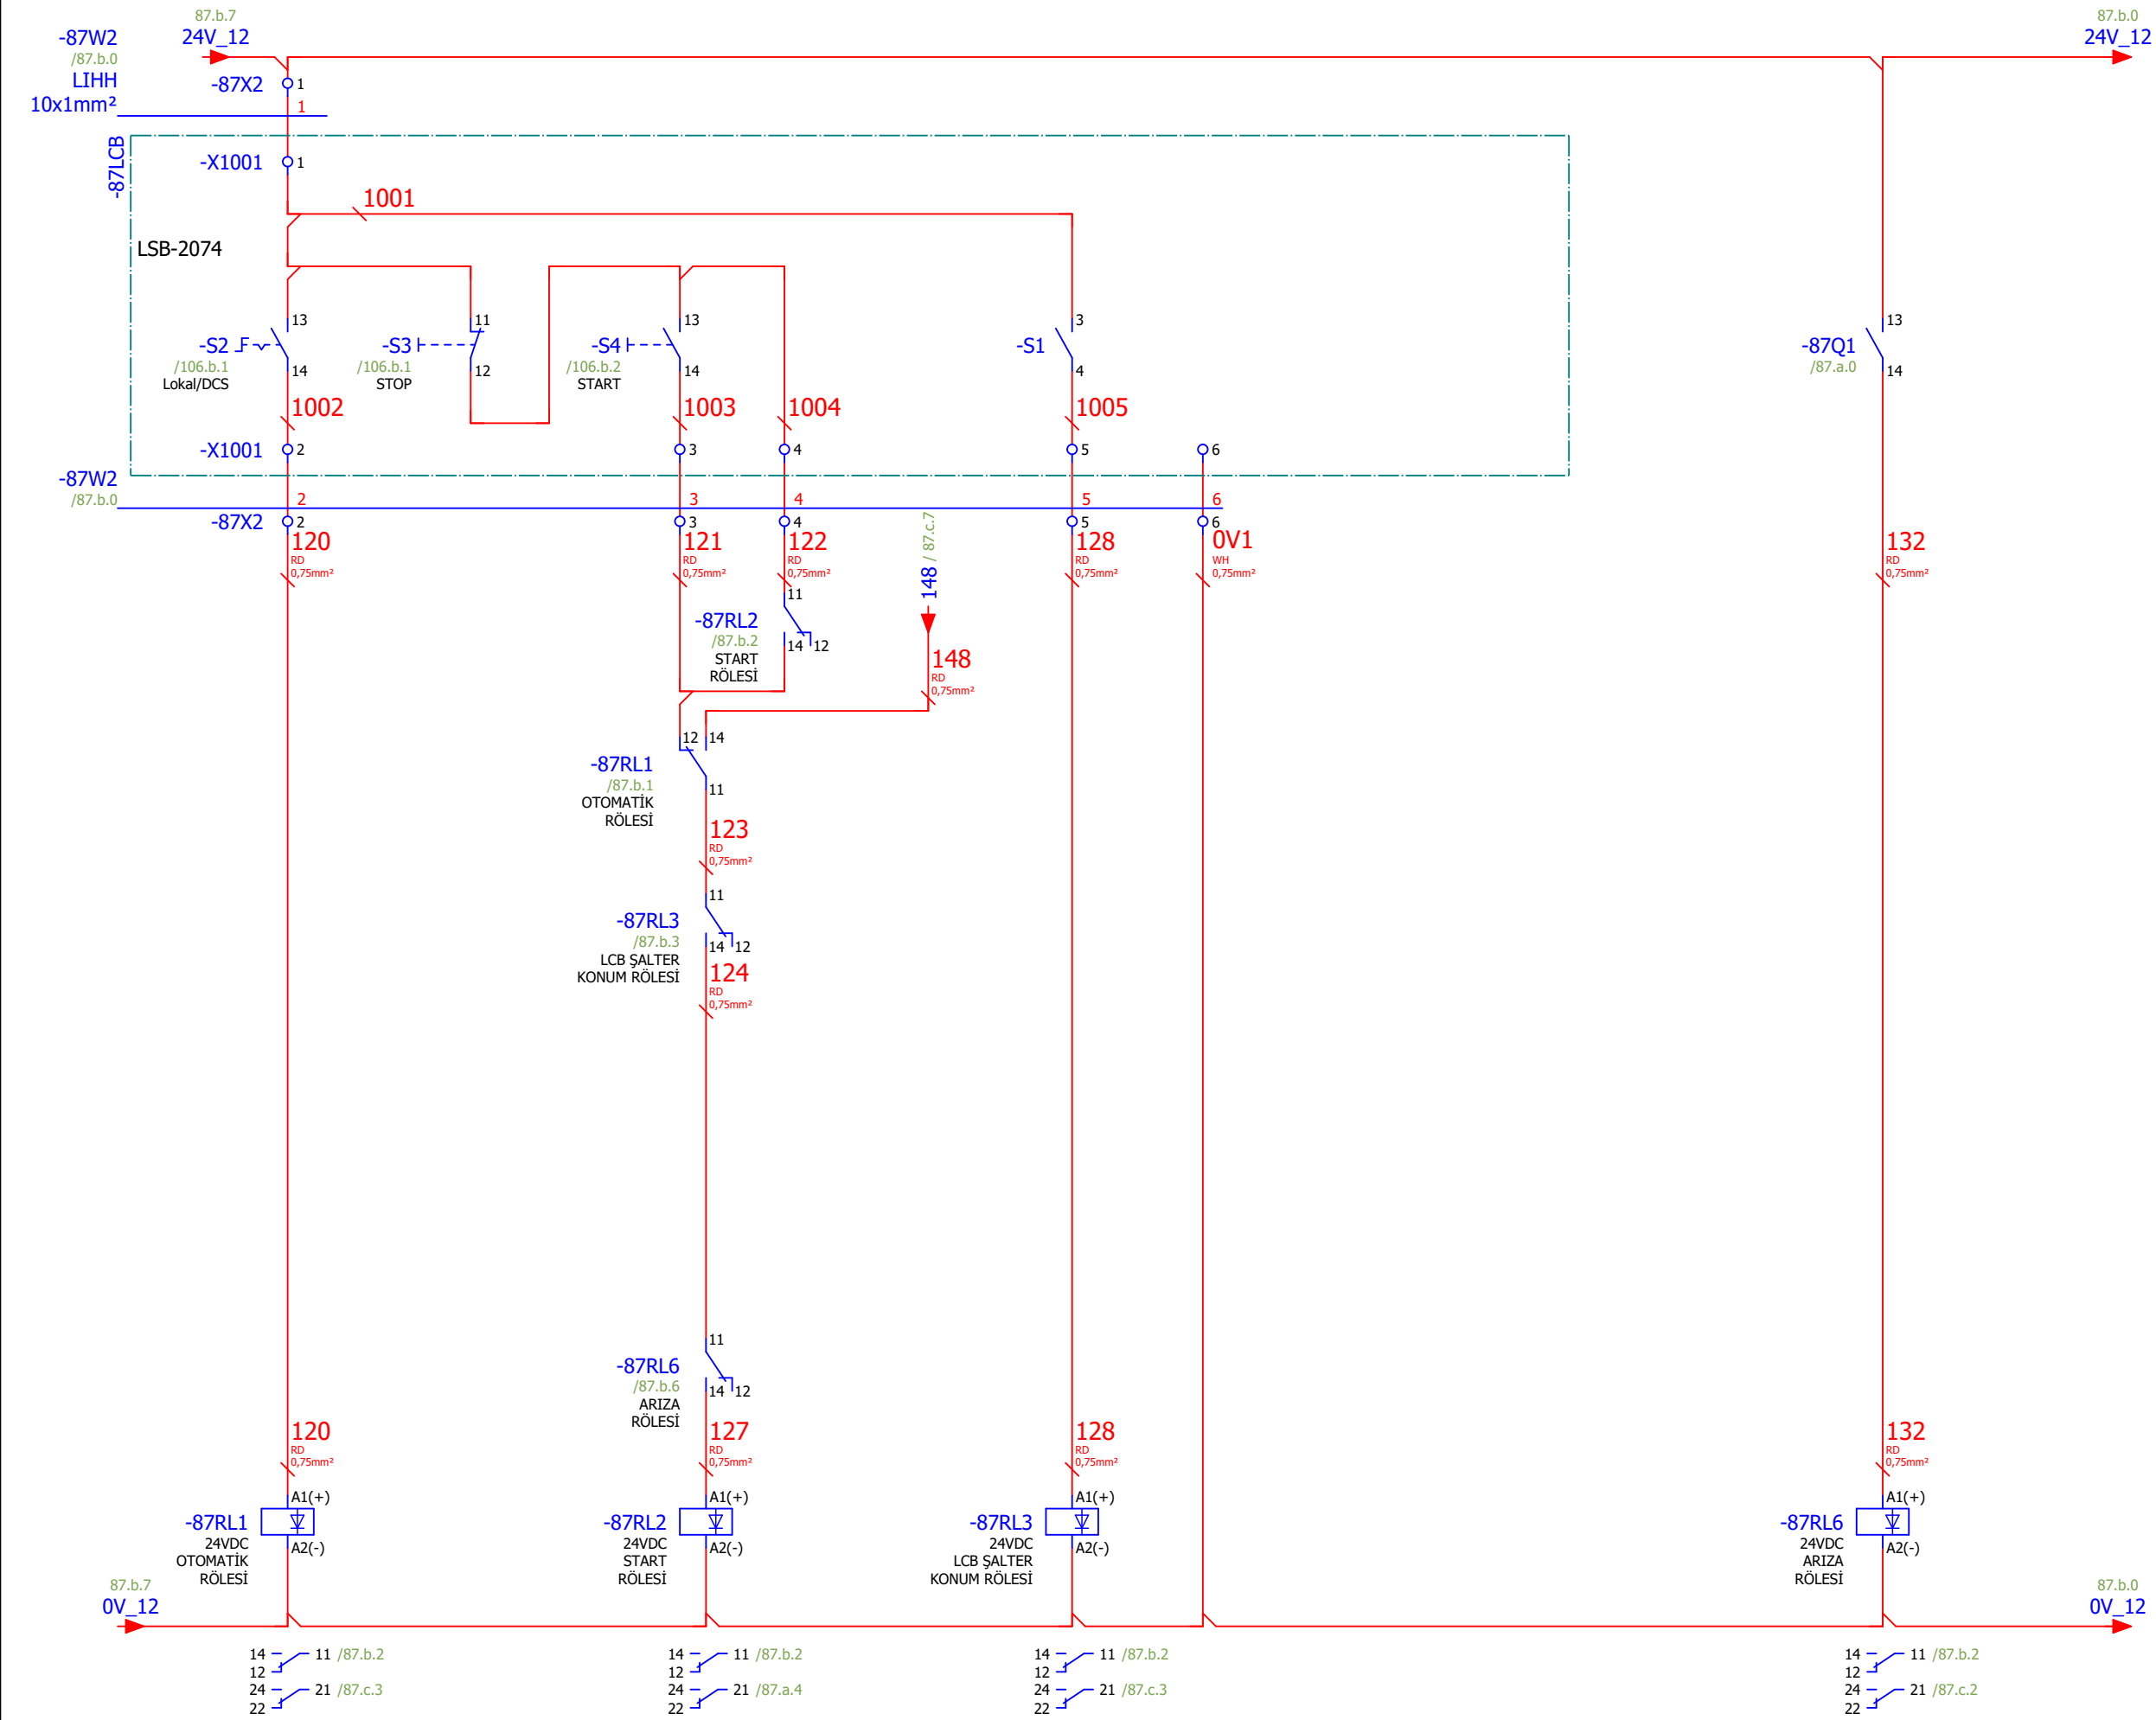 87.b.7
24V_12
87.b.0
24V_12
-87W2
/87.b.0
LIHH
10x1mm²
-87X2
1
1
-87LCB
-X1001
1
1001
LSB-2074
-S2
13
14
/106.b.1
Lokal/DCS
-S3
11
12
/106.b.1
STOP
-S4
13
14
/106.b.2
START
-S1
3
4
-87Q1
13
14
/87.a.0
1002
1003
1004
1005
-X1001
2
3
4
5
6
-87W2
/87.b.0
2
3
4
5
6
-87X2
2
3
4
5
6
120
RD
0,75mm²
121
RD
0,75mm²
122
RD
0,75mm²
148 / 87.c.7
128
RD
0,75mm²
0V1
WH
0,75mm²
132
RD
0,75mm²
11
-87RL2
/87.b.2
14 12
START
RÖLESİ
148
RD
0,75mm²
12 14
-87RL1
/87.b.1
11
OTOMATİK
RÖLESİ
123
RD
0,75mm²
11
-87RL3
/87.b.3
14 12
LCB ŞALTER
KONUM RÖLESİ
124
RD
0,75mm²
11
-87RL6
/87.b.6
14 12
ARIZA
RÖLESİ
120
RD
0,75mm²
127
RD
0,75mm²
128
RD
0,75mm²
132
RD
0,75mm²
A1(+)
-87RL1
24VDC
A2(-)
OTOMATİK
RÖLESİ
A1(+)
-87RL2
24VDC
A2(-)
START
RÖLESİ
A1(+)
-87RL3
24VDC
A2(-)
LCB ŞALTER
KONUM RÖLESİ
A1(+)
-87RL6
24VDC
A2(-)
ARIZA
RÖLESİ
87.b.7
0V_12
87.b.0
0V_12
14 11 /87.b.2
12
24 21 /87.c.3
22
14 11 /87.b.2
12
24 21 /87.a.4
22
14 11 /87.b.2
12
24 21 /87.c.3
22
14 11 /87.b.2
12
24 21 /87.c.2
22